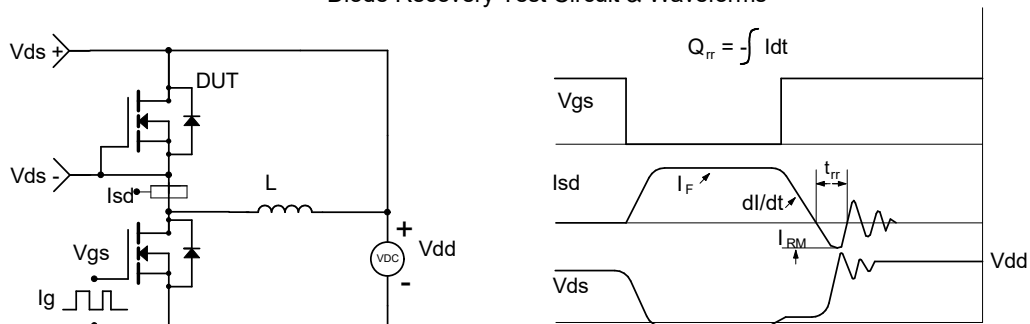 Diode Recovery Test Circuit & Waveforms
Vds +
DUT
Vds -
Isd
L
Vgs
Ig
+
VDC
Vdd
-
Qrr = -∫ Idt
Vgs
Isd
IF
dI/dt
trr
IRM
Vdd
Vds